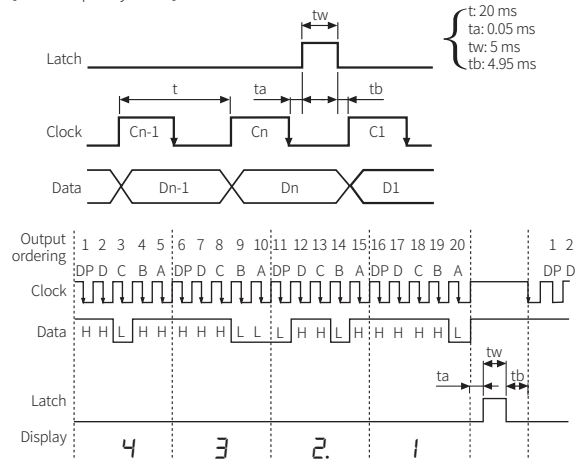 tw
t: 20 ms
ta: 0.05 ms
tw: 5 ms
tb: 4.95 ms
Latch
t
ta
tb
Clock
Cn-1
Cn
C1
Data
Dn-1
Dn
D1
Output ordering
1 2 3 4 5 6 7 8 9 10 11 12 13 14 15 16 17 18 19 20
1 2
DP D C B A DP D C B A DP D C B A DP D C B A
DP D
Clock
Data
H H L H H H H H L L L H H L H H H H H L
tw
ta
tb
Latch
Display
4 3 2. 1